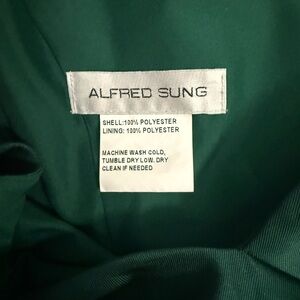 ALFRED SUNG
SHELL:100% POLYESTER
LINING: 100% POLYESTER
MACHINE WASH COLD,
TUMBLE DRY LOW. DRY
CLEAN IF NEEDED